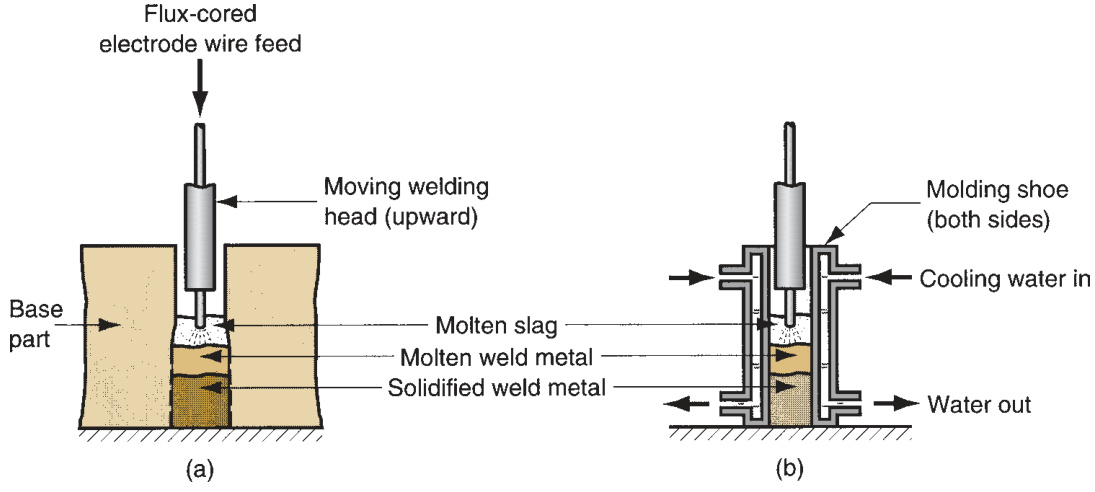 Flux-cored
electrode wire feed
Moving welding
head (upward)
Molding shoe
(both sides)
Cooling water in
Base
part
Molten slag
Molten weld metal
Solidified weld metal
Water out
(a)
(b)